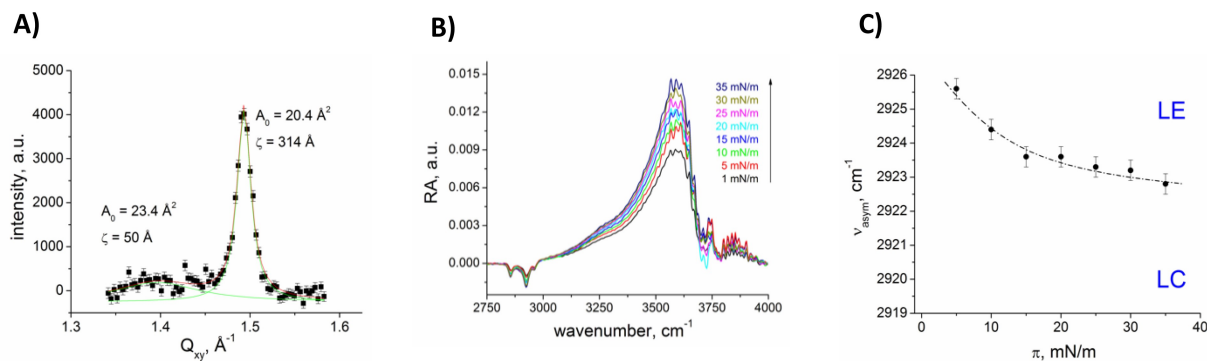 A)
intensity, a.u.
5000
4000
3000
2000
1000
0
A₀ = 20.4 Å²
ζ = 314 Å
A₀ = 23.4 Å²
ζ = 50 Å
1.3 1.4 1.5 1.6
Qxy, Å⁻¹
B)
RA, a.u.
0.015
0.012
0.009
0.006
0.003
0.000
35 mN/m
30 mN/m
25 mN/m
20 mN/m
15 mN/m
10 mN/m
5 mN/m
1 mN/m
2750 3000 3250 3500 3750 4000
wavenumber, cm⁻¹
C)
νasym, cm⁻¹
2926
2925
2924
2923
2922
2921
2920
2919
LE
LC
0 10 20 30 40
π, mN/m